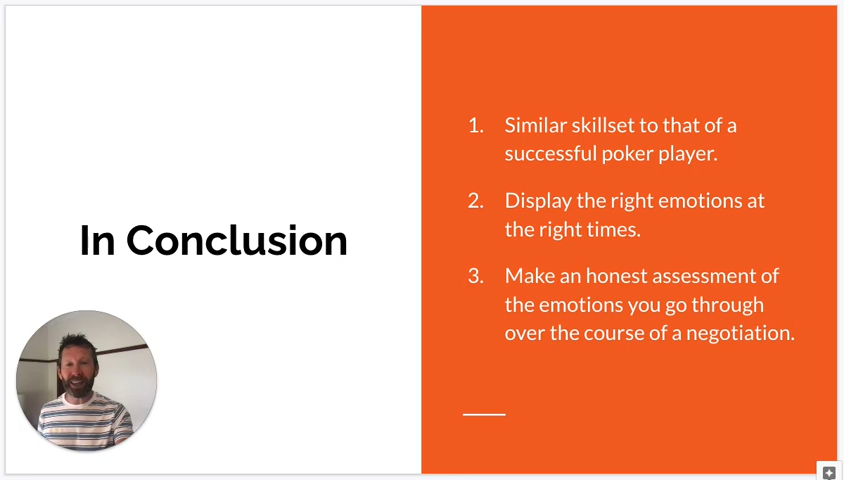 In Conclusion
1. Similar skillset to that of a
successful poker player.
2. Display the right emotions at
the right times.
3. Make an honest assessment of
the emotions you go through
over the course of a negotiation.